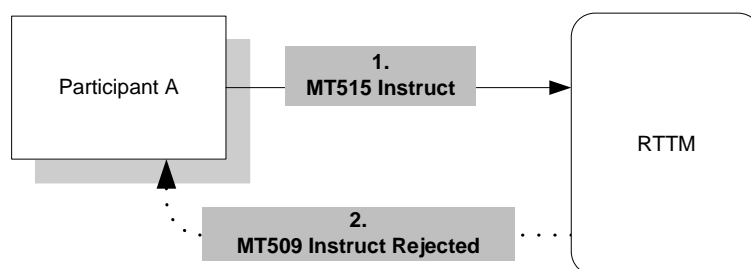 1.
MT515 Instruct
Participant A
RTTM
2.
MT509 Instruct Rejected